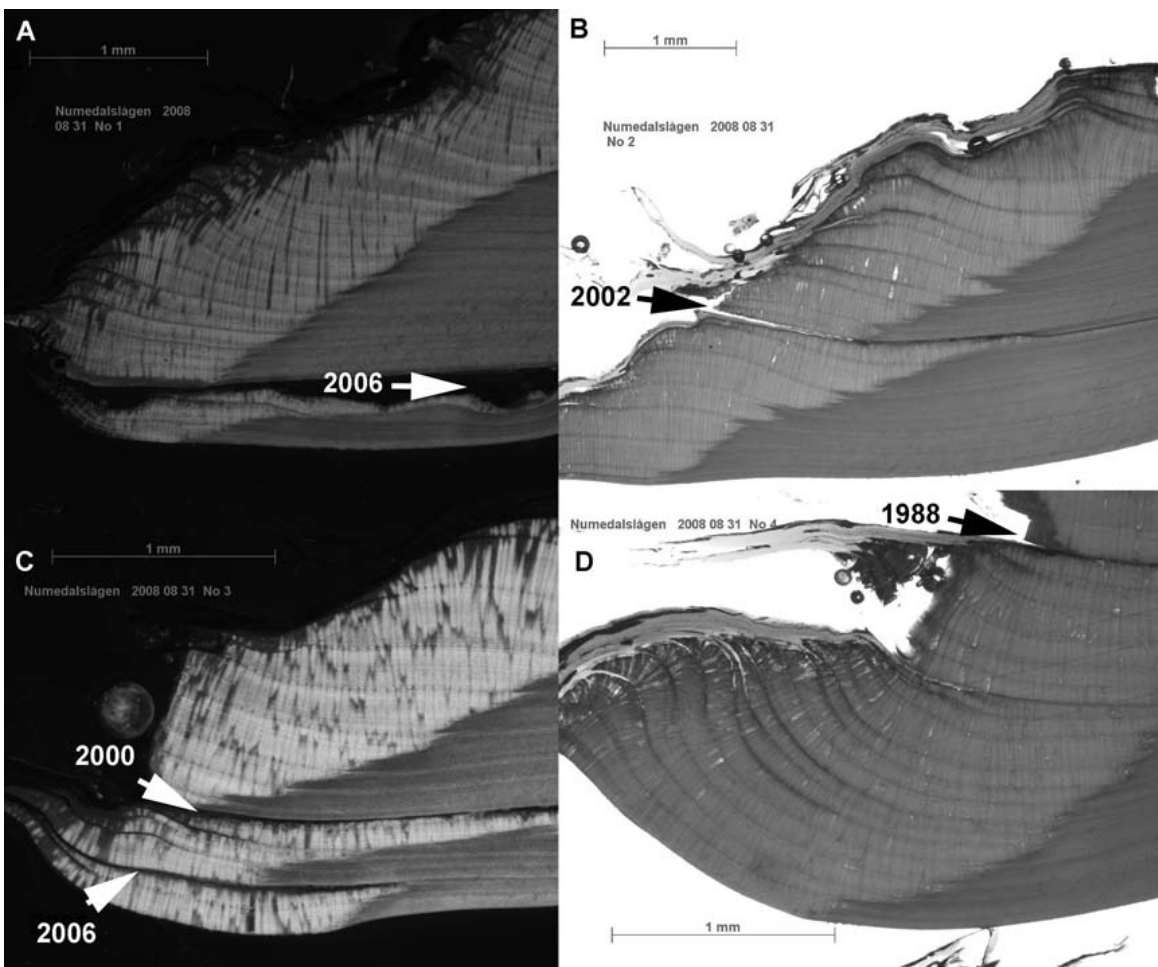 A
1 mm
Numedalslågen 2008
08 31 No 1
2006
B
1 mm
Numedalslågen 2008 08 31
No 2
2002
C
1 mm
Numedalslågen 2008 08 31 No 3
2000
2006
1988
Numedalslågen 2008 08 31 No 4
D
1 mm